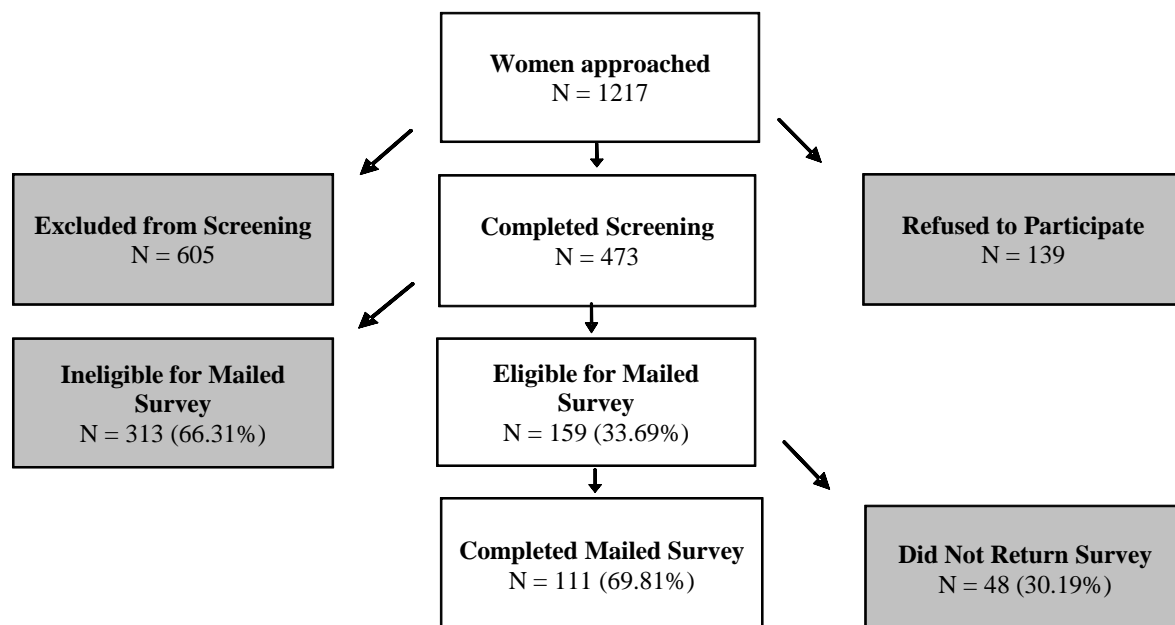 Women approached
N = 1217
Excluded from Screening
N = 605
Completed Screening
N = 473
Refused to Participate
N = 139
Ineligible for Mailed
Survey
N = 313 (66.31%)
Eligible for Mailed
Survey
N = 159 (33.69%)
Completed Mailed Survey
N = 111 (69.81%)
Did Not Return Survey
N = 48 (30.19%)